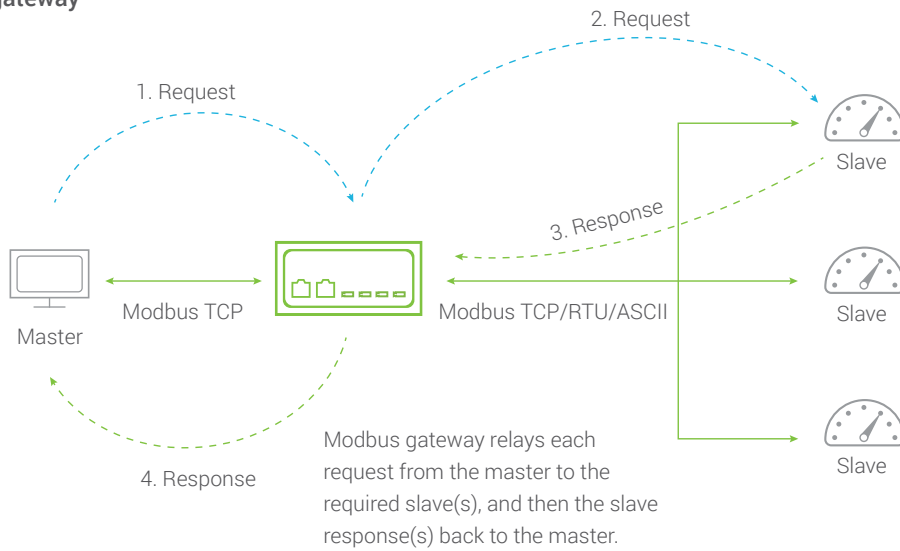 gateway
2. Request
1. Request
Slave
3. Response
Modbus TCP
Modbus TCP/RTU/ASCII
Slave
Master
Modbus gateway relays each
request from the master to the
required slave(s), and then the slave
response(s) back to the master.
4. Response
Slave